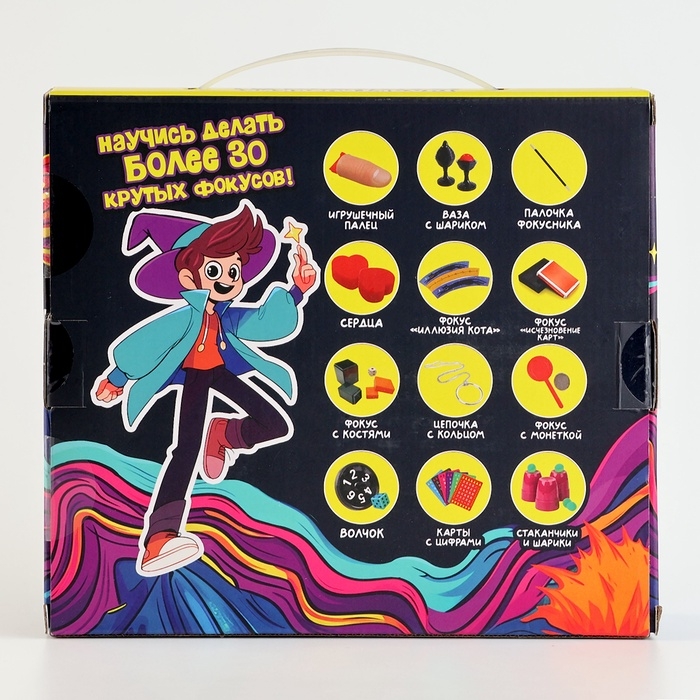 НАУЧИСЬ ДЕЛАТЬ
БОЛЕЕ 30
КРУТЫХ ФОКУСОВ!
ИГРУШЕЧНЫЙ
ПАЛЕЦ
ВАЗА
С ШАРИКОМ
ПАЛОЧКА
ФОКУСНИКА
СЕРДЦА
ФОКУС
«ИЛЛЮЗИЯ КОТА»
ФОКУС
«ИСЧЕЗНОВЕНИЕ
КАРТ»
ФОКУС
С КОСТЯМИ
ЦЕПОЧКА
С КОЛЬЦОМ
ФОКУС
С МОНЕТКОЙ
ВОЛЧОК
КАРТЫ
С ЦИФРАМИ
СТАКАНЧИКИ
И ШАРИКИ